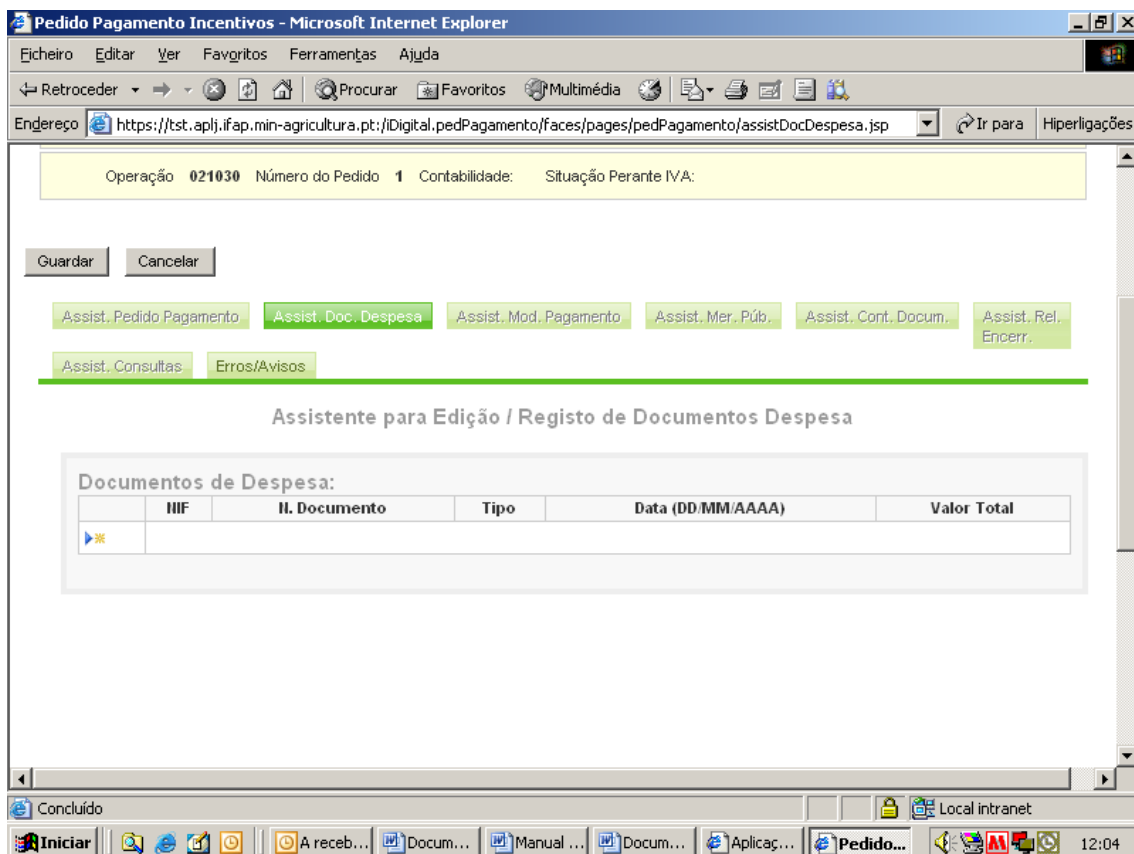 Pedido Pagamento Incentivos - Microsoft Internet Explorer
Ficheiro Editar Ver Favoritos Ferramentas Ajuda
Retroceder Procurar Favoritos Multimédia
Endereço https://tst.aplj.ifap.min-agricultura.pt:/iDigital.pedPagamento/faces/pages/pedPagamento/assistDocDespesa.jsp Ir para Hiperligações
Operação 021030 Número do Pedido 1 Contabilidade: Situação Perante IVA:
Guardar Cancelar
Assist. Pedido Pagamento Assist. Doc. Despesa Assist. Mod. Pagamento Assist. Mer. Púb. Assist. Cont. Docum. Assist. Rel.
Encerr.
Assist. Consultas Erros/Avisos
Assistente para Edição / Registo de Documentos Despesa
Documentos de Despesa:
NIF N. Documento Tipo Data (DD/MM/AAAA) Valor Total
Concluído Local intranet
Iniciar A receb... Docum... Manual ... Docum... Aplicaç... Pedido... 12:04